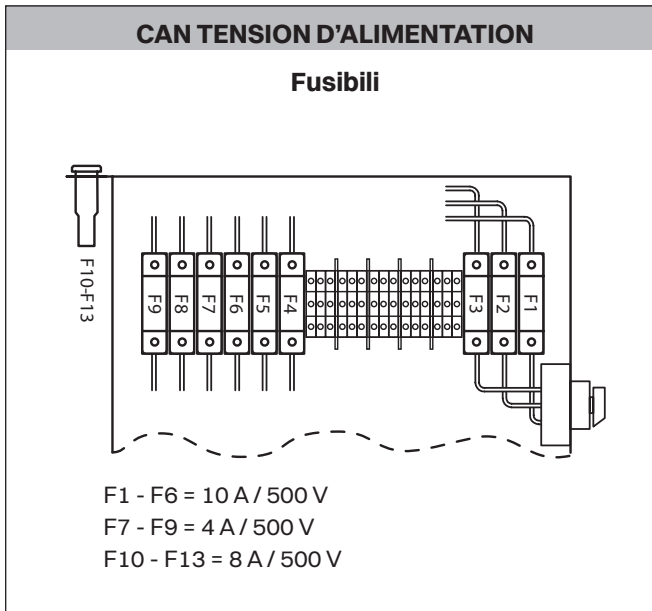 CAN TENSION D'ALIMENTATION
Fusibili
F10-F13
F9
F8
F7
F6
F5
F4
F3
F2
F1
F1 - F6 = 10 A / 500 V
F7 - F9 = 4 A / 500 V
F10 - F13 = 8 A / 500 V